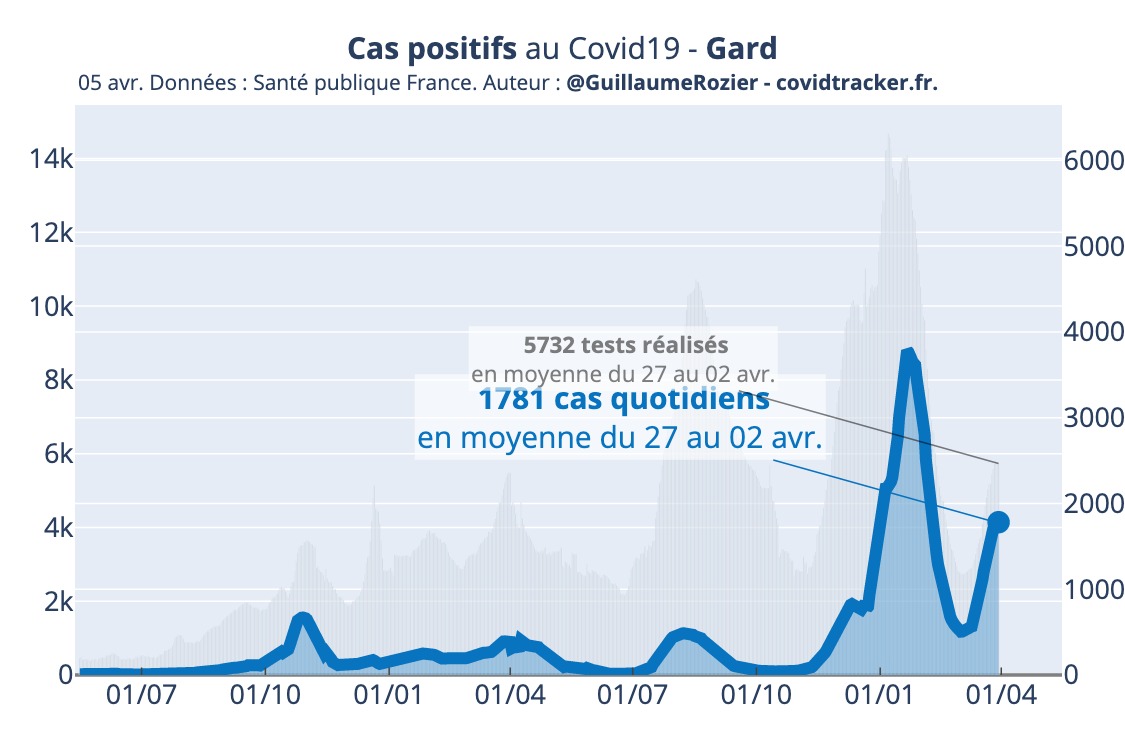 Cas positifs au Covid19 - Gard
05 avr. Données : Santé publique France. Auteur : @GuillaumeRozier - covidtracker.fr.
14k
12k
10k
8k
6k
4k
2k
0
6000
5000
4000
3000
2000
1000
0
5732 tests réalisés
en moyenne du 27 au 02 avr.
1781 cas quotidiens
en moyenne du 27 au 02 avr.
01/07 01/10 01/01 01/04 01/07 01/10 01/01 01/04